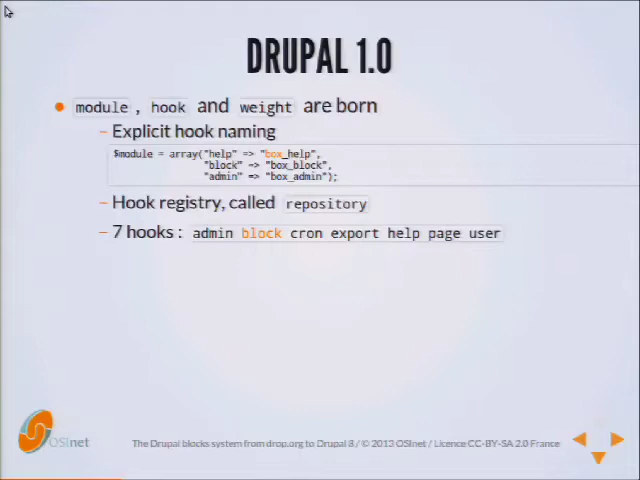 DRUPAL 1.0
module , hook and weight are born
– Explicit hook naming
$module = array("help" => "box_help",
"block" => "box_block",
"admin" => "box_admin");
– Hook registry, called repository
– 7 hooks : admin block cron export help page user
OSInet
The Drupal blocks system from drop.org to Drupal 8 / © 2013 OSInet / Licence CC-BY-SA 2.0 France